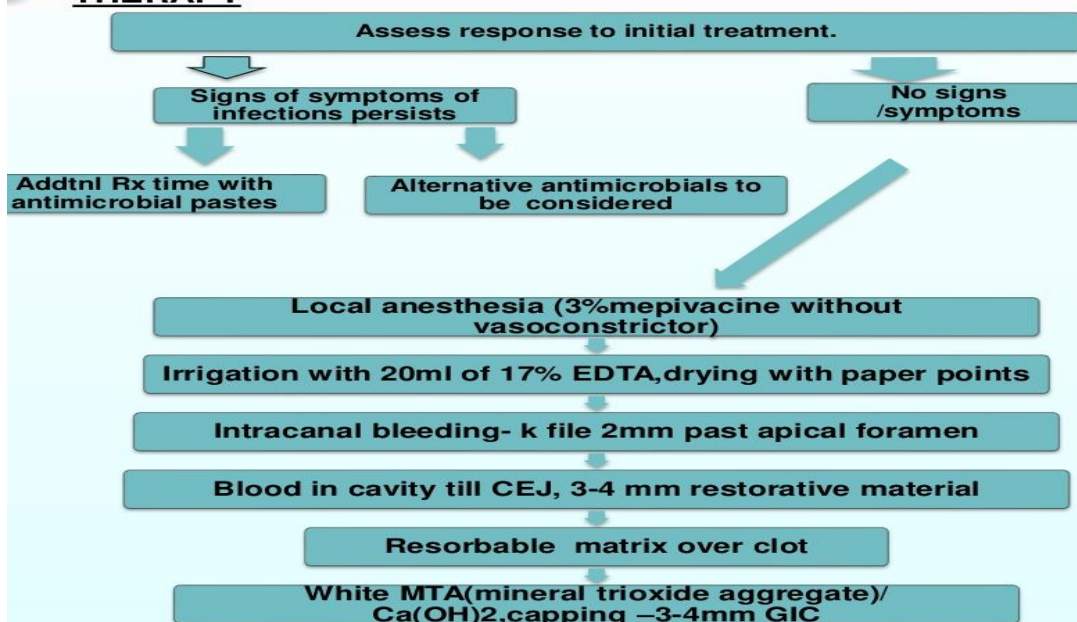 THERAPY
Assess response to initial treatment.
Signs of symptoms of
infections persists
No signs
/symptoms
Addtnl Rx time with
antimicrobial pastes
Alternative antimicrobials to
be considered
Local anesthesia (3%mepivacine without
vasoconstrictor)
Irrigation with 20ml of 17% EDTA,drying with paper points
Intracanal bleeding- k file 2mm past apical foramen
Blood in cavity till CEJ, 3-4 mm restorative material
Resorbable matrix over clot
White MTA(mineral trioxide aggregate)/
Ca(OH)2,capping –3-4mm GIC